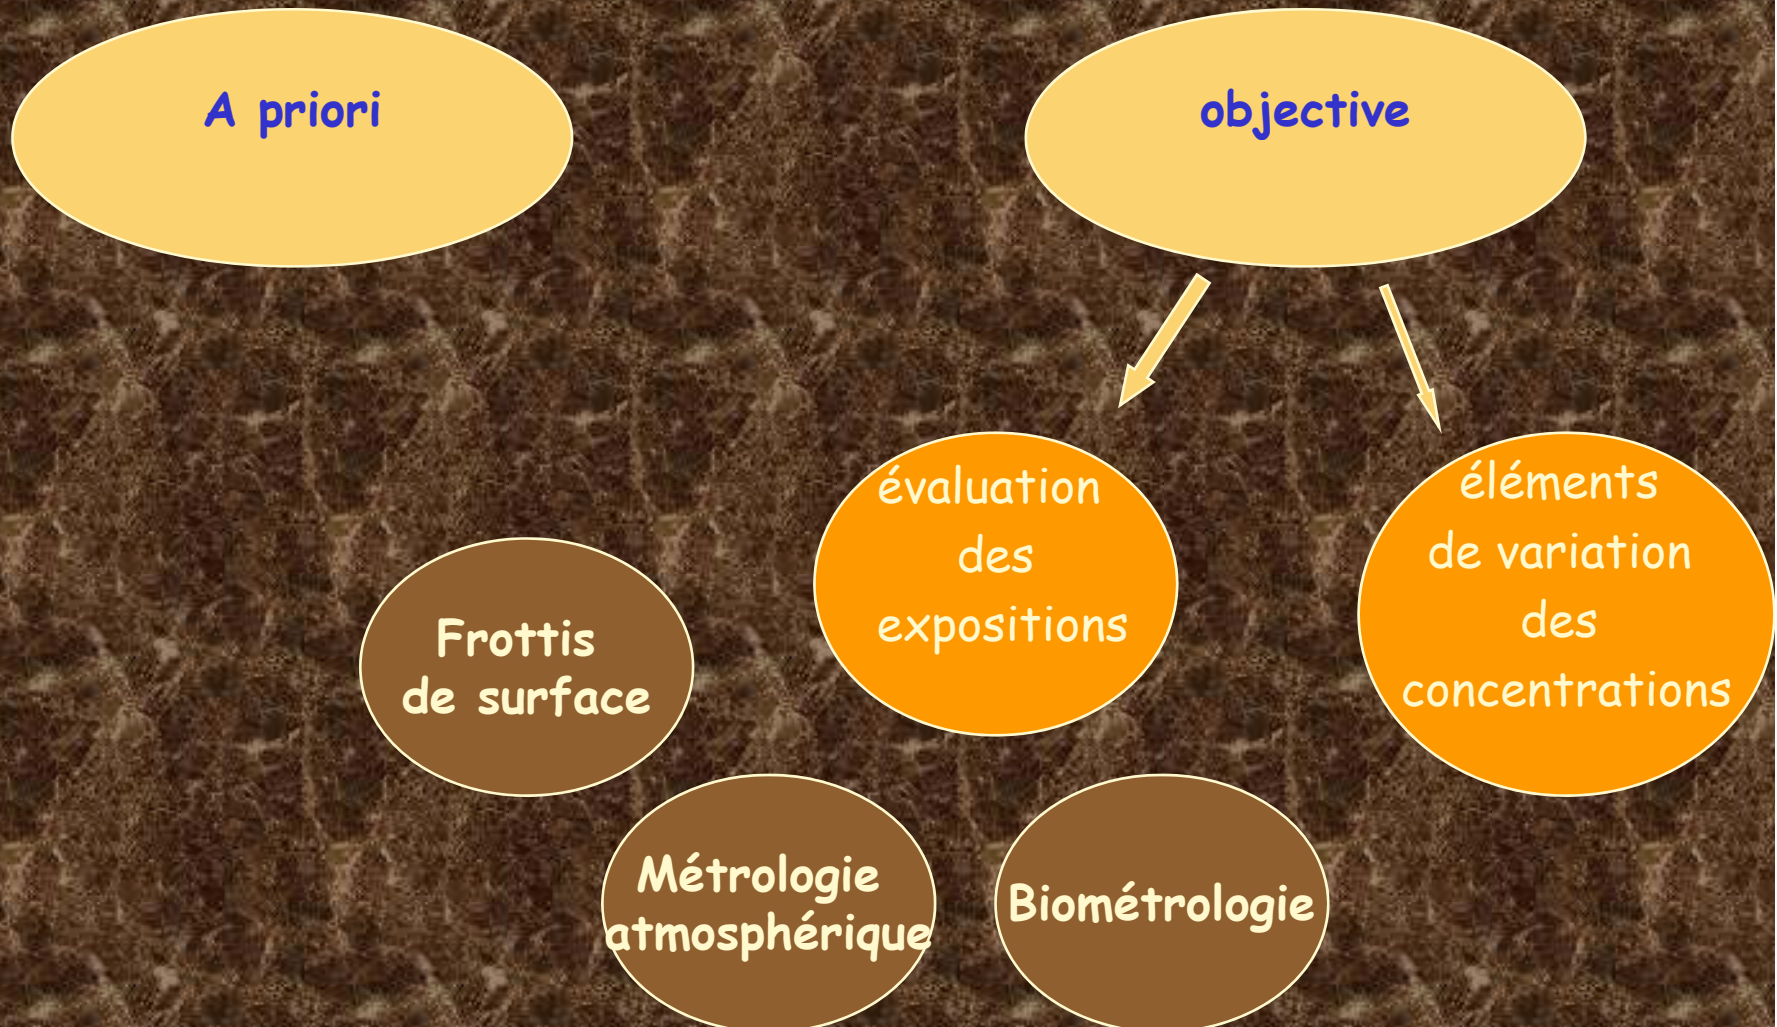 A priori
objective
évaluation
des
expositions
éléments
de variation
des
concentrations
Frottis
de surface
Métrologie
atmosphérique
Biométrologie